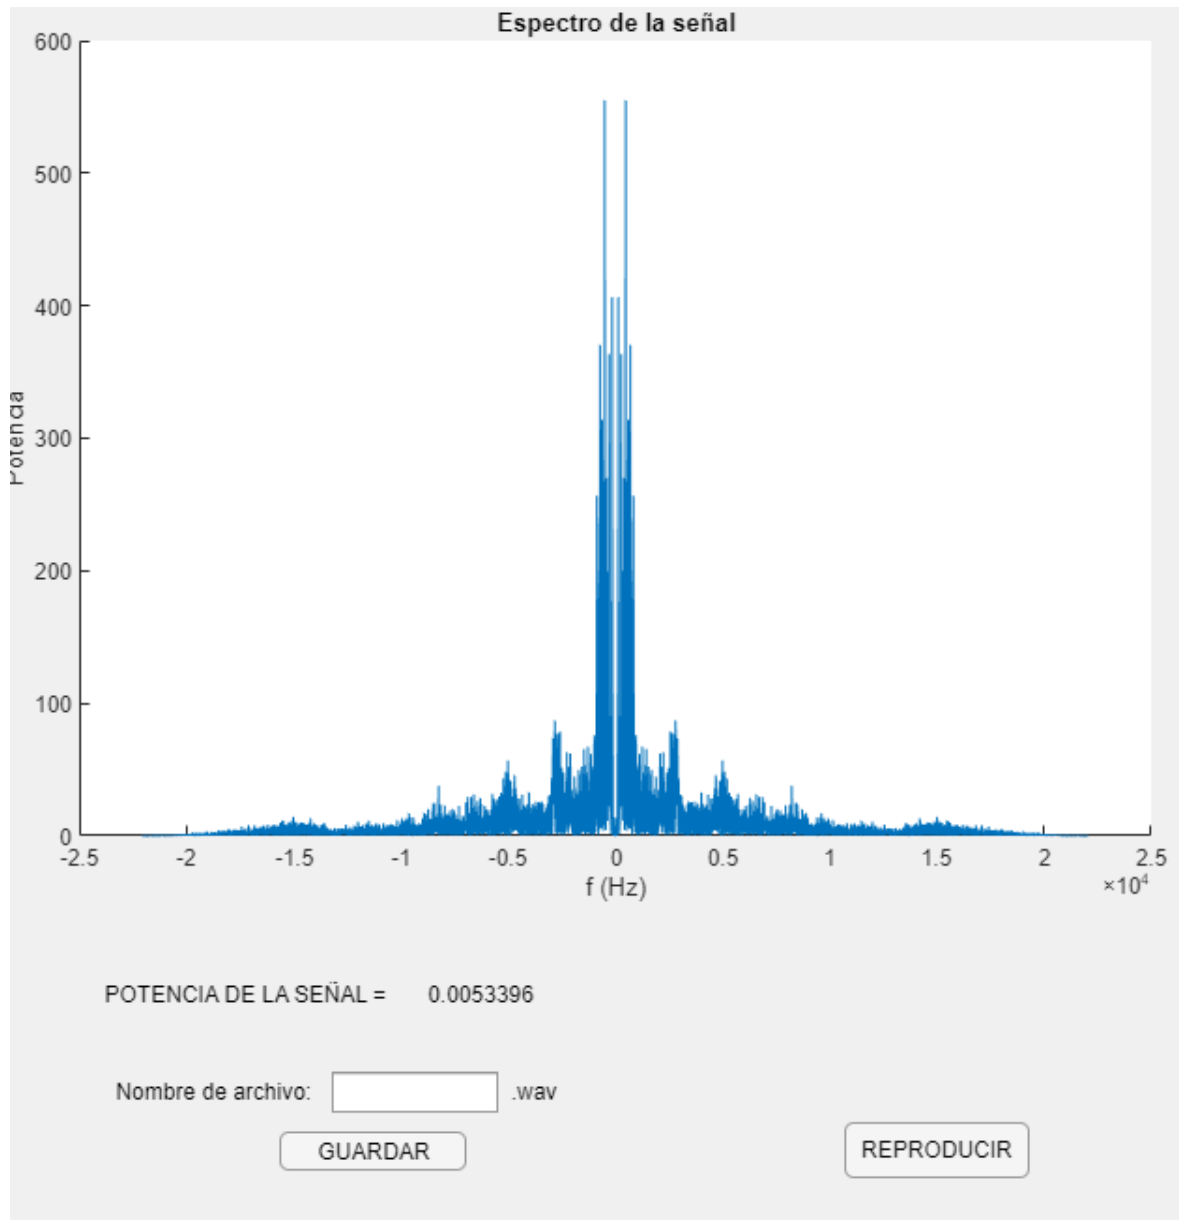 Espectro de la señal
600
500
400
300
200
100
0
Potencia
-2.5 -2 -1.5 -1 -0.5 0 0.5 1 1.5 2 2.5
f (Hz)
×10⁴
POTENCIA DE LA SEÑAL = 0.0053396
Nombre de archivo: .wav
GUARDAR
REPRODUCIR